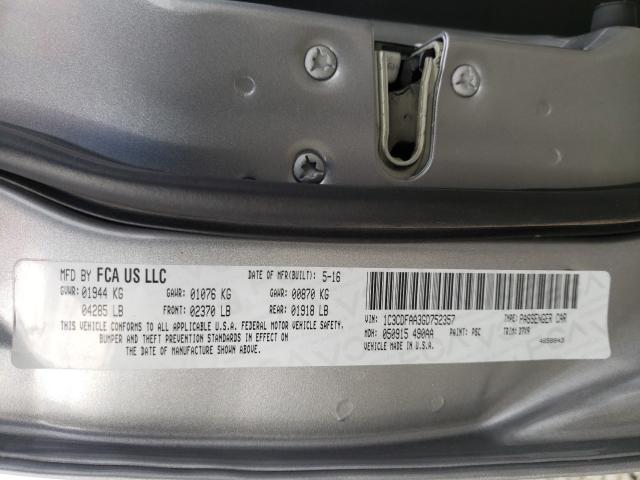 MFD BY FCA US LLC DATE OF MFR(BUILT): 5-16
GVWR: 01944 KG GAWR: 01076 KG GAWR: 00870 KG
04285 LB FRONT: 02370 LB REAR: 01918 LB
THIS VEHICLE CONFORMS TO ALL APPLICABLE U.S.A. FEDERAL MOTOR VEHICLE SAFETY,
BUMPER AND THEFT PREVENTION STANDARDS IN EFFECT ON
THE DATE OF MANUFACTURE SHOWN ABOVE.
VIN: 1C3CDFAA3GD752357 TYPE: PASSENGER CAR
MDH: 050915 490AA PAINT: PSC TRIM:
VEHICLE MADE IN U.S.A.